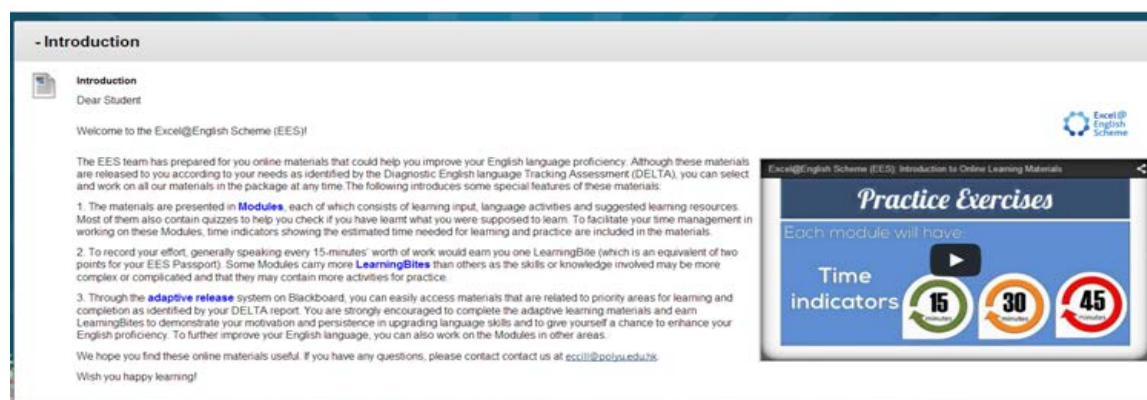 - Introduction
Introduction
Dear Student
Welcome to the Excel@English Scheme (EES)!
Excel@
English
Scheme
The EES team has prepared for you online materials that could help you improve your English language proficiency. Although these materials
are released to you according to your needs as identified by the Diagnostic English language Tracking Assessment (DELTA), you can select
and work on all our materials in the package at any time.The following introduces some special features of these materials:
1. The materials are presented in Modules, each of which consists of learning input, language activities and suggested learning resources.
Most of them also contain quizzes to help you check if you have learnt what you were supposed to learn. To facilitate your time management in
working on these Modules, time indicators showing the estimated time needed for learning and practice are included in the materials.
2. To record your effort, generally speaking every 15-minutes' worth of work would earn you one LearningBite (which is an equivalent of two
points for your EES Passport). Some Modules carry more LearningBites than others as the skills or knowledge involved may be more
complex or complicated and that they may contain more activities for practice.
3. Through the adaptive release system on Blackboard, you can easily access materials that are related to priority areas for learning and
completion as identified by your DELTA report. You are strongly encouraged to complete the adaptive learning materials and earn
LearningBites to demonstrate your motivation and persistence in upgrading language skills and to give yourself a chance to enhance your
English proficiency. To further improve your English language, you can also work on the Modules in other areas.
We hope you find these online materials useful. If you have any questions, please contact contact us at eccill@polyu.edu.hk.
Wish you happy learning!
Excel@English Scheme (EES): Introduction to Online Learning Materials
Practice Exercises
Each module will have:
Time
indicators
15
minutes
30
minutes
45
minutes